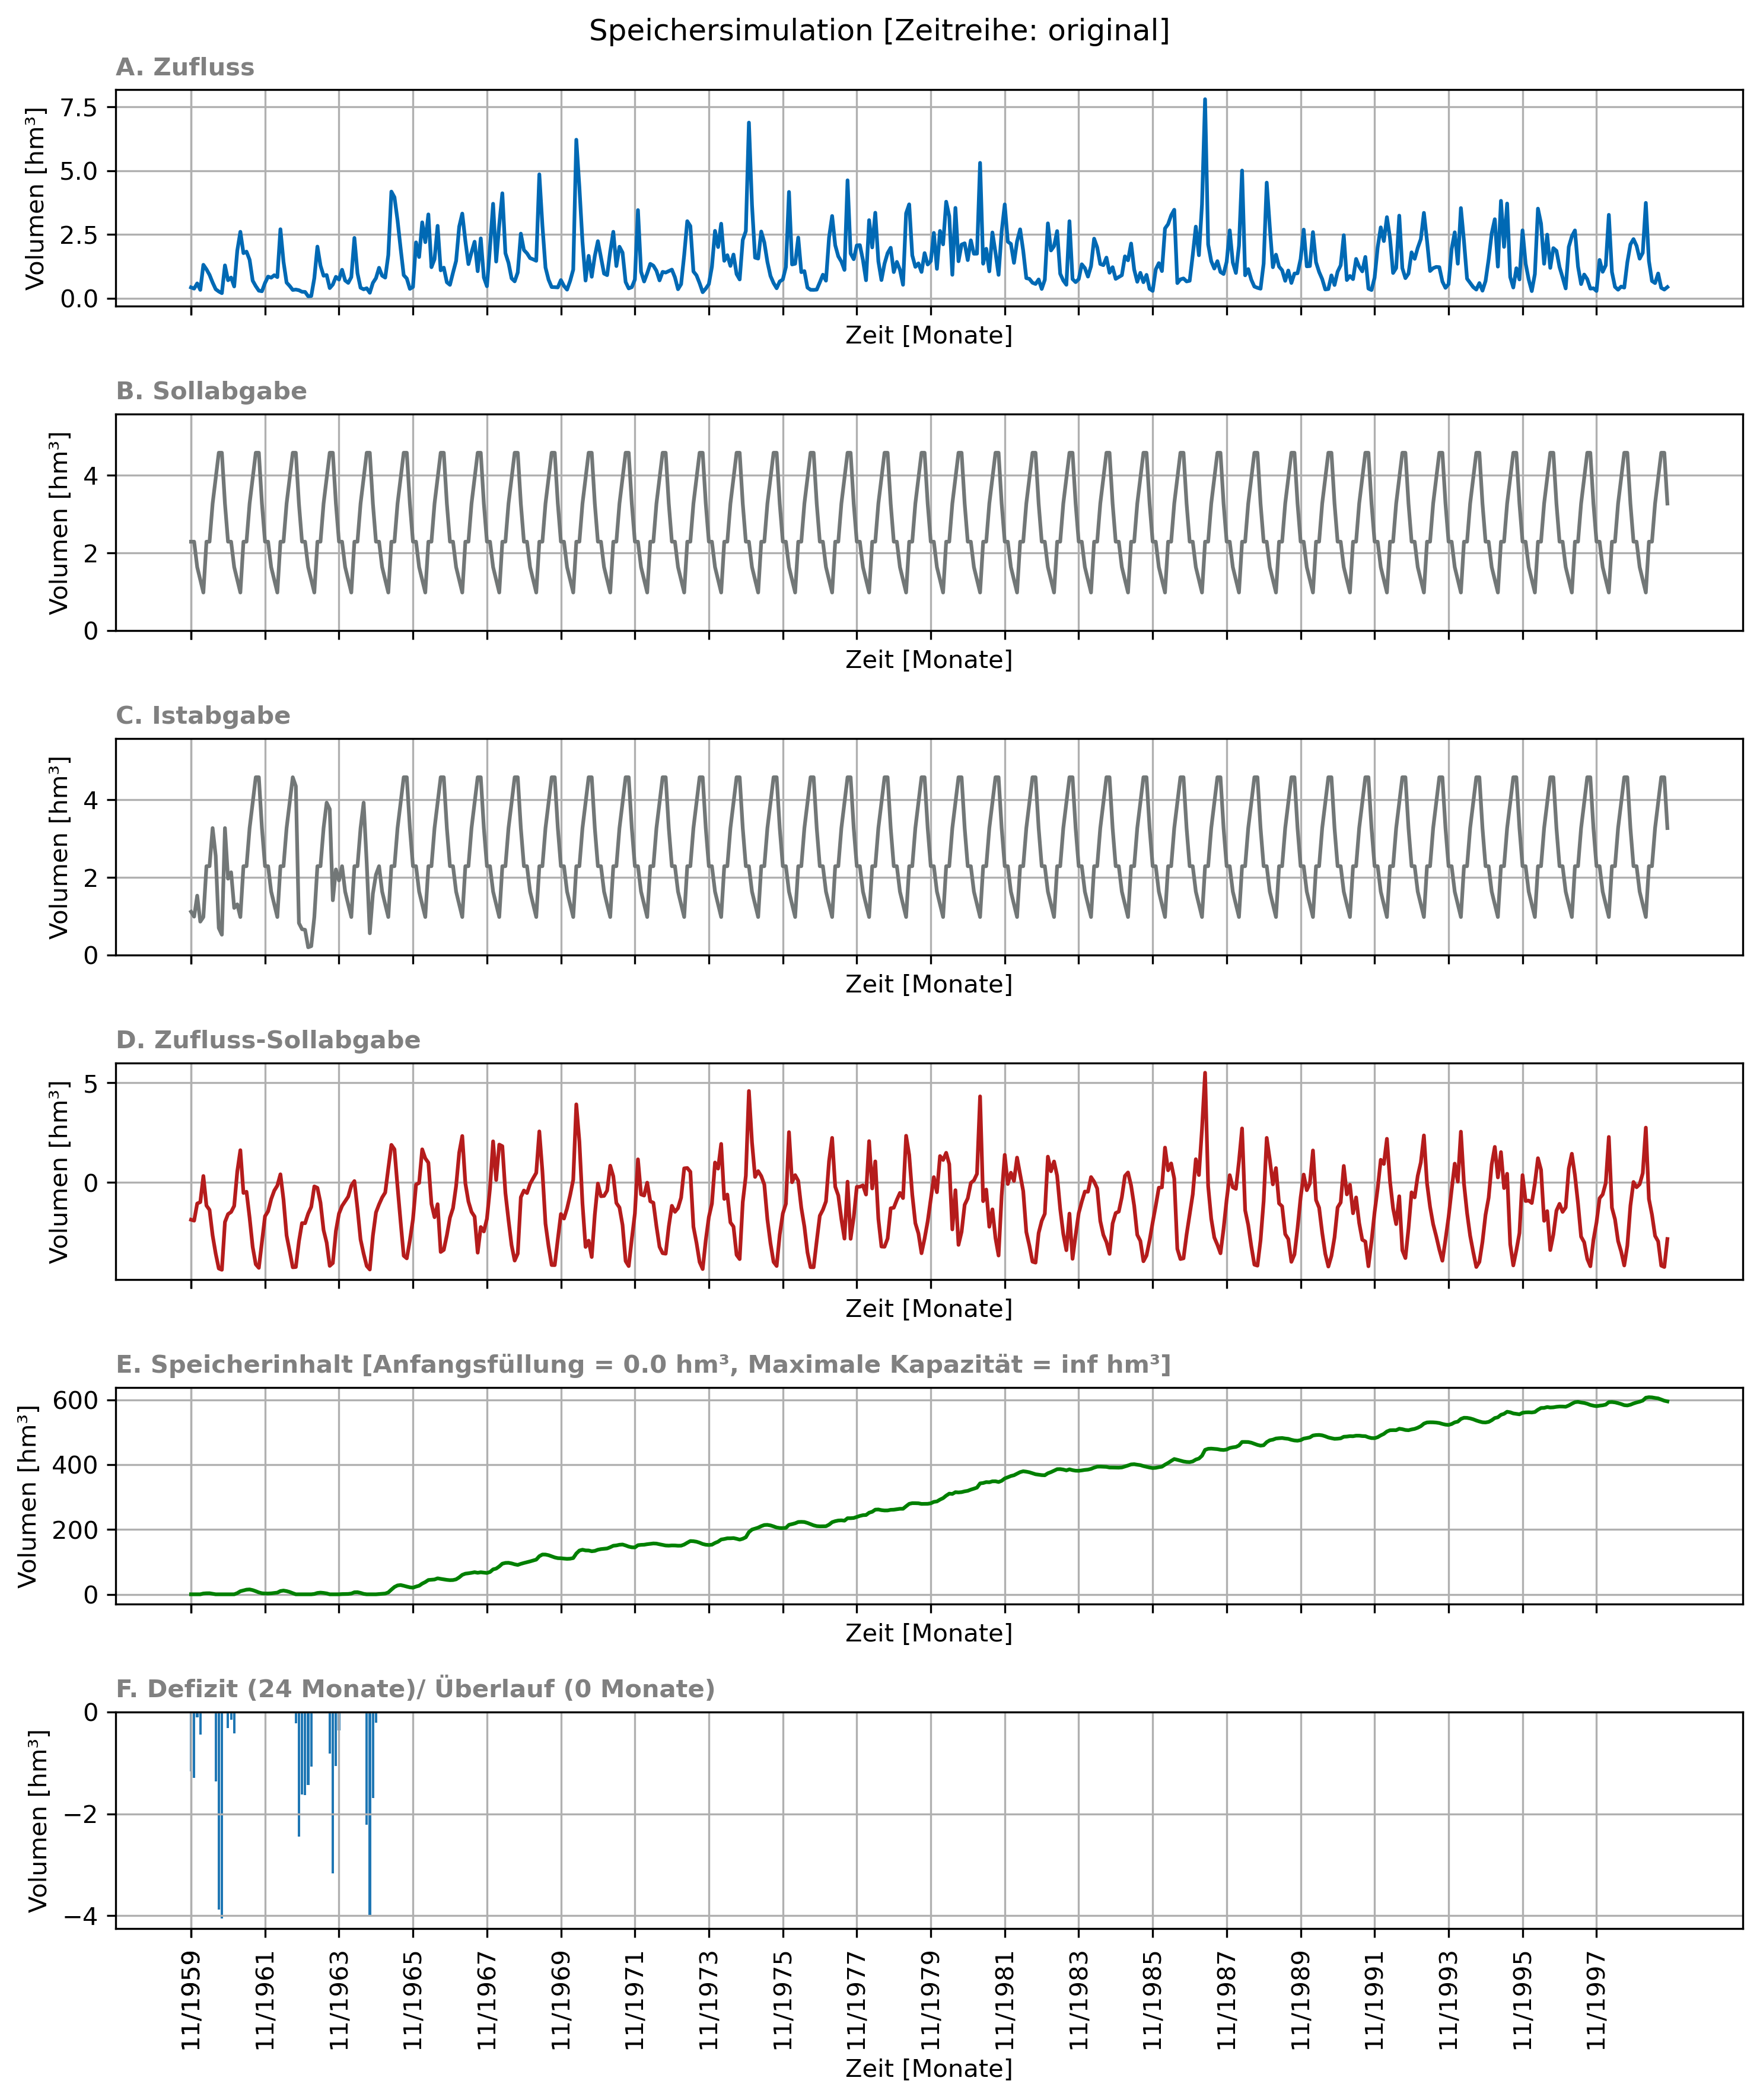 Speichersimulation [Zeitreihe: original]
A. Zufluss
Volumen [hm³]
7.5
5.0
2.5
0.0
Zeit [Monate]
B. Sollabgabe
Volumen [hm³]
4
2
0
Zeit [Monate]
C. Istabgabe
Volumen [hm³]
4
2
0
Zeit [Monate]
D. Zufluss-Sollabgabe
Volumen [hm³]
5
0
Zeit [Monate]
E. Speicherinhalt [Anfangsfüllung = 0.0 hm³, Maximale Kapazität = inf hm³]
Volumen [hm³]
600
400
200
0
Zeit [Monate]
F. Defizit (24 Monate)/ Überlauf (0 Monate)
Volumen [hm³]
0
−2
−4
11/1959
11/1961
11/1963
11/1965
11/1967
11/1969
11/1971
11/1973
11/1975
11/1977
11/1979
11/1981
11/1983
11/1985
11/1987
11/1989
11/1991
11/1993
11/1995
11/1997
Zeit [Monate]